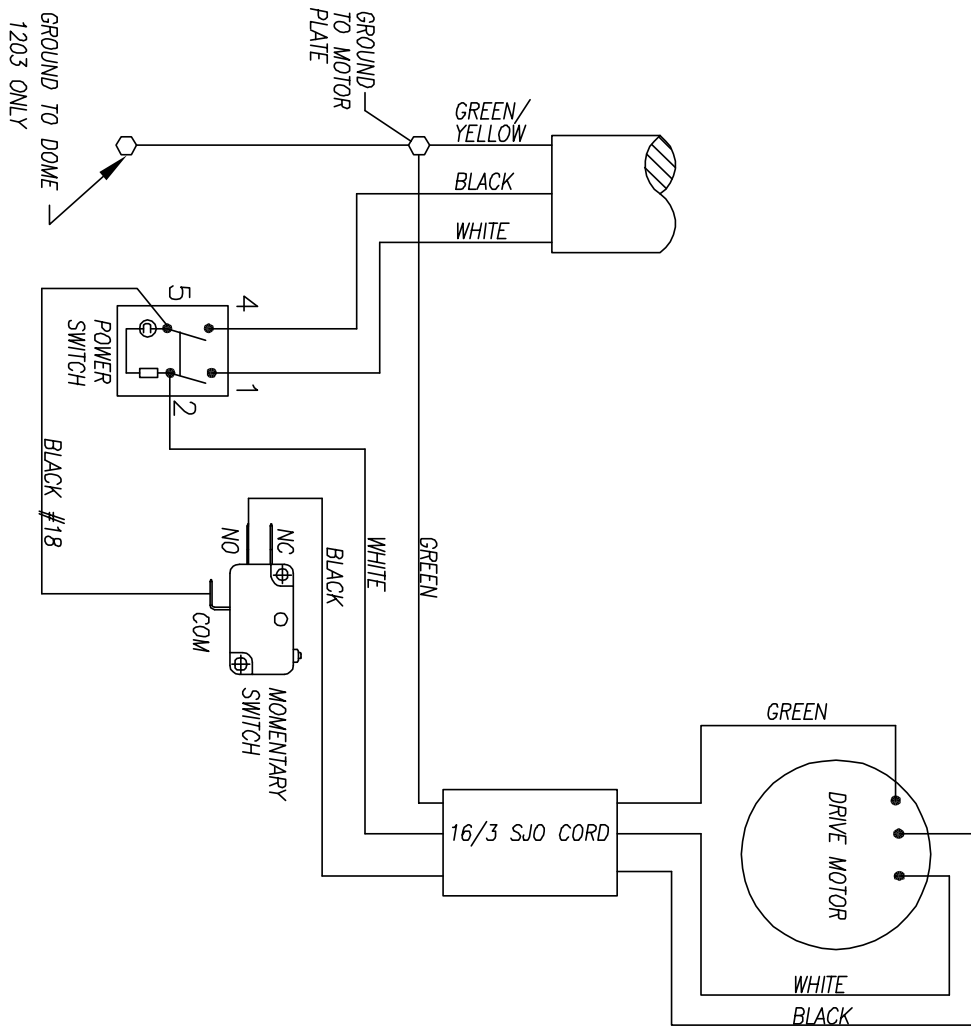 GROUND TO DOME
1203 ONLY
GROUND
TO MOTOR
PLATE
GREEN/
YELLOW
BLACK
WHITE
5
4
POWER
SWITCH
1
2
BLACK #18
NO
NC
COM
MOMENTARY
SWITCH
BLACK
WHITE
GREEN
16/3 SJO CORD
GREEN
DRIVE MOTOR
WHITE
BLACK